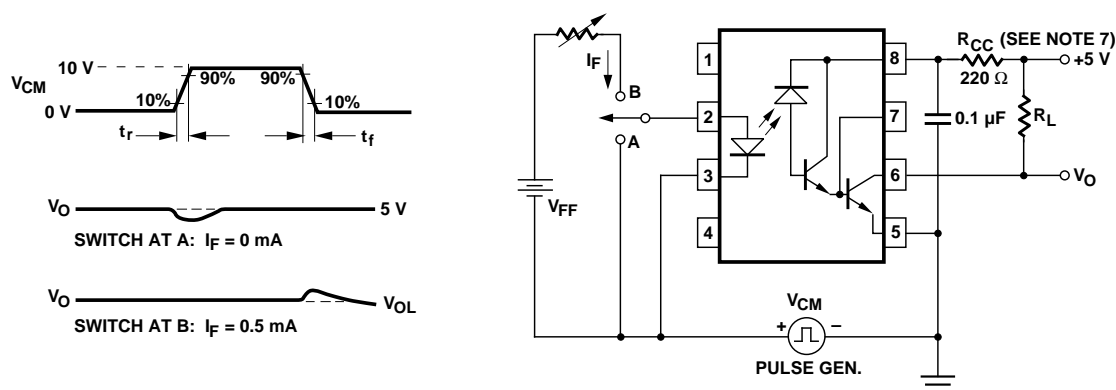 10 V
V_CM
90%
90%
10%
10%
0 V
t_r
t_f
V_O
5 V
SWITCH AT A: I_F = 0 mA
V_O
V_OL
SWITCH AT B: I_F = 0.5 mA
I_F
B
A
V_FF
1
2
3
4
8
7
6
5
R_CC (SEE NOTE 7)
220 Ω
+5 V
0.1 µF
R_L
V_O
V_CM
+
–
PULSE GEN.